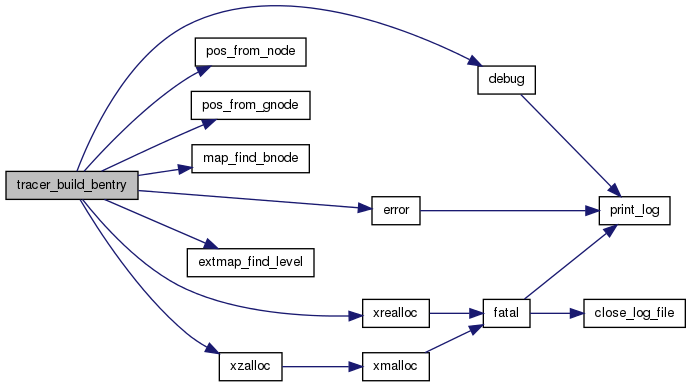 tracer_build_bentry
pos_from_node
pos_from_gnode
map_find_bnode
error
extmap_find_level
xrealloc
xzalloc
xmalloc
debug
fatal
print_log
close_log_file